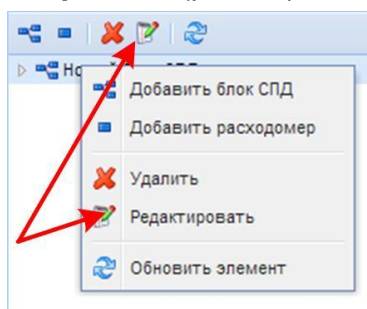 Добавить блок СПД
Добавить расходомер
Удалить
Редактировать
Обновить элемент